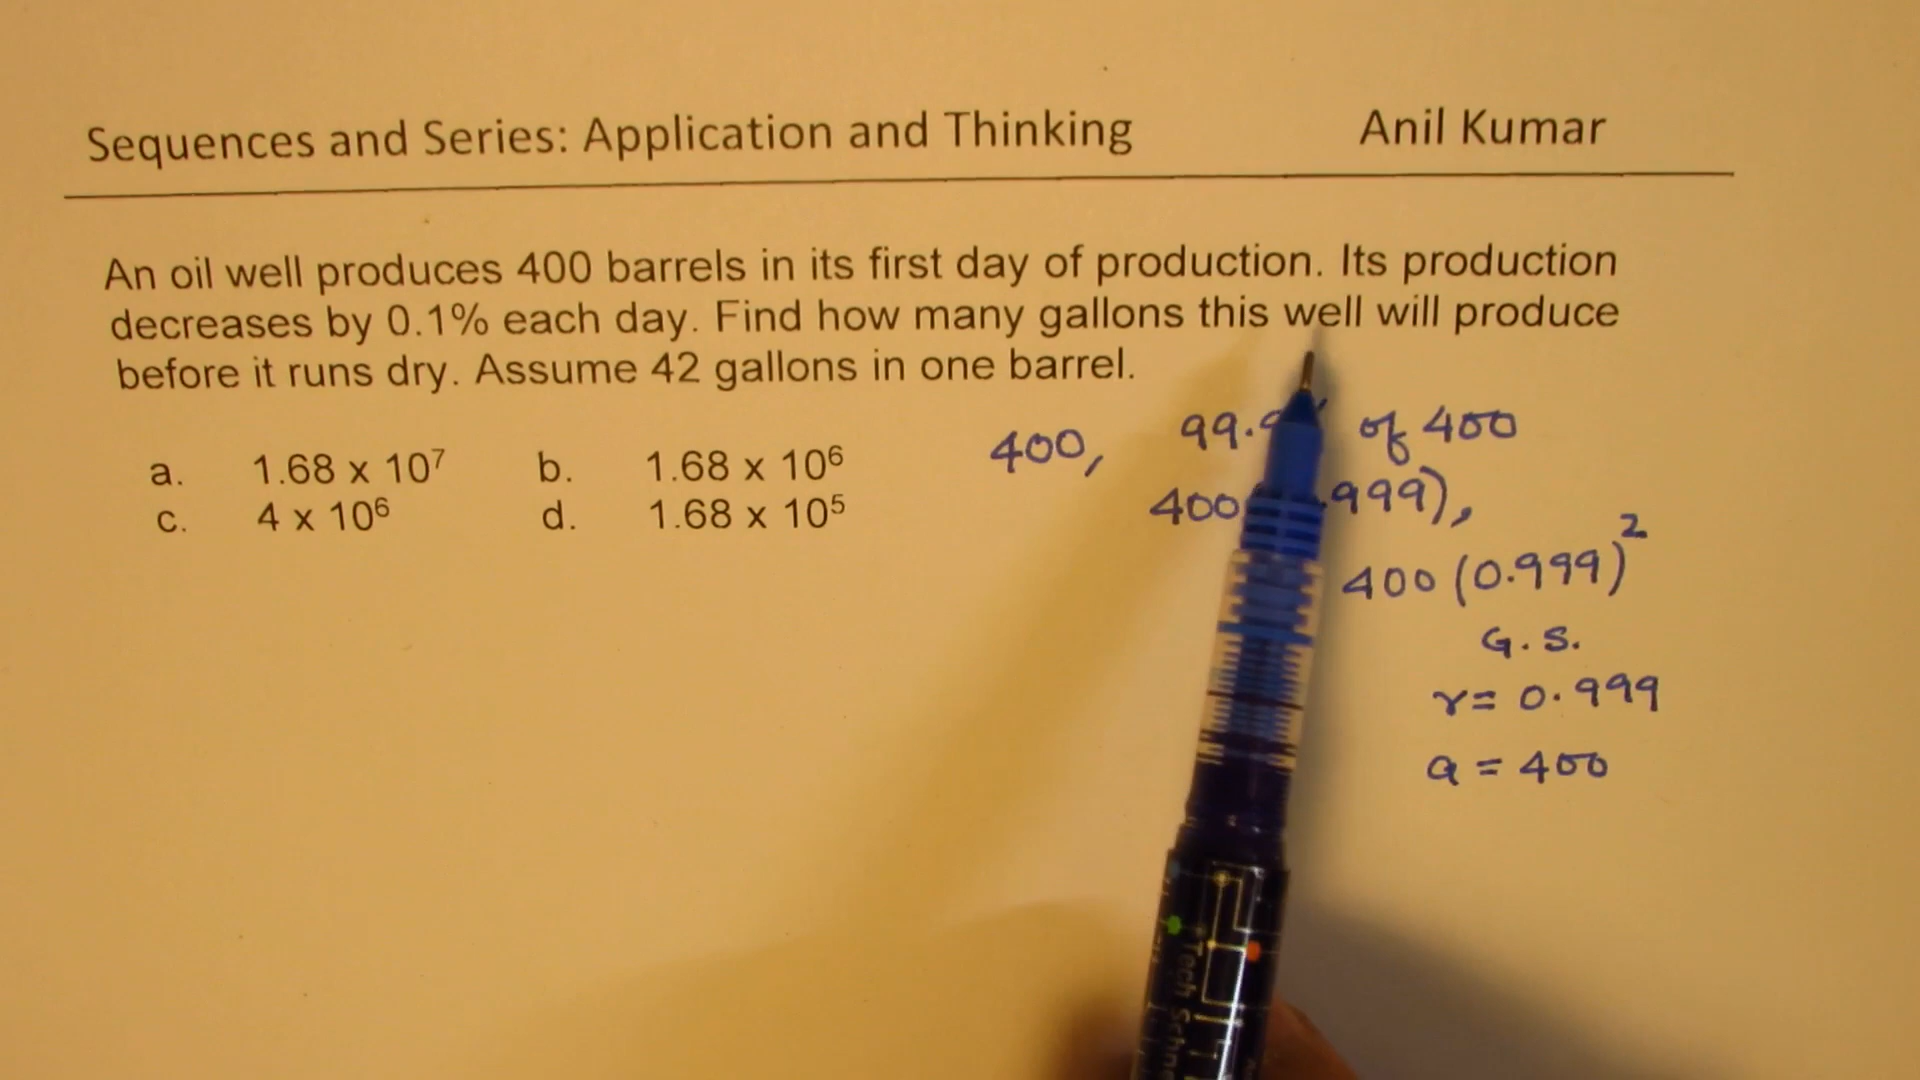 Sequences and Series: Application and Thinking Anil Kumar
An oil well produces 400 barrels in its first day of production. Its production
decreases by 0.1% each day. Find how many gallons this well will produce
before it runs dry. Assume 42 gallons in one barrel.
a. 1.68 x 10⁷ b. 1.68 x 10⁶
c. 4 x 10⁶ d. 1.68 x 10⁵
400, 99.9 of 400
400 .999),
400 (0.999)²
G.S.
r = 0.999
a = 400
Tech